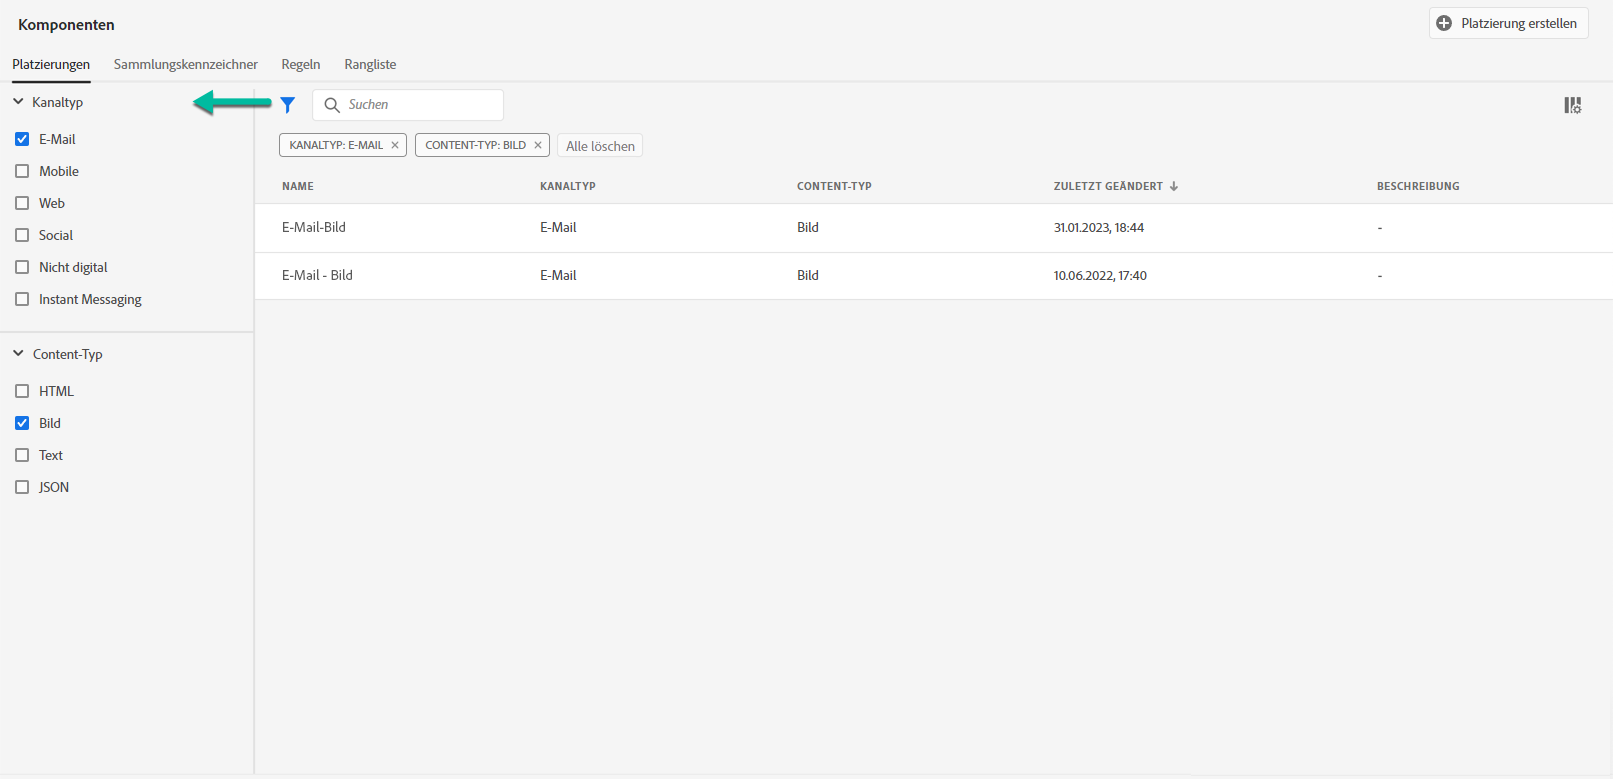 Komponenten
Platzierung erstellen
Platzierungen Sammlungskennzeichner Regeln Rangliste
Kanaltyp
E-Mail
Mobile
Web
Social
Nicht digital
Instant Messaging
Content-Typ
HTML
Bild
Text
JSON
Suchen
KANALTYP: E-MAIL CONTENT-TYP: BILD Alle löschen
NAME KANALTYP CONTENT-TYP ZULETZT GEÄNDERT BESCHREIBUNG
E-Mail-Bild E-Mail Bild 31.01.2023, 18:44 -
E-Mail - Bild E-Mail Bild 10.06.2022, 17:40 -